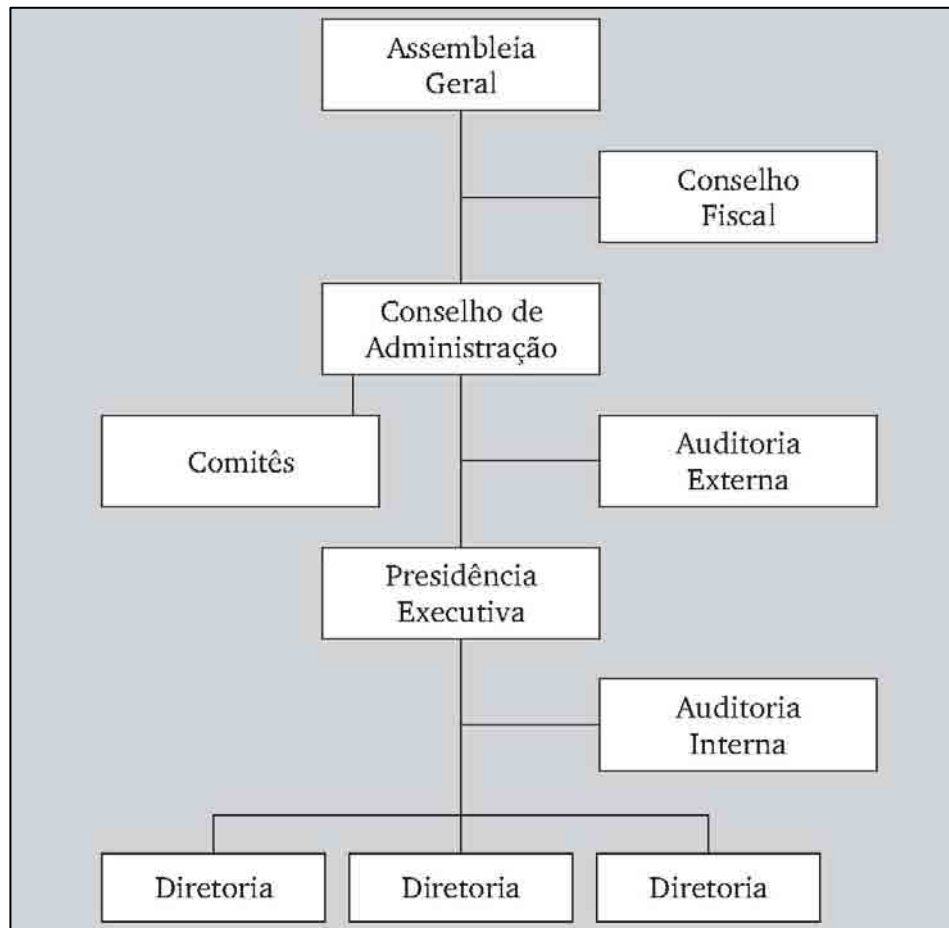 Assembleia
Geral
Conselho
Fiscal
Conselho de
Administração
Comitês
Auditoria
Externa
Presidência
Executiva
Auditoria
Interna
Diretoria
Diretoria
Diretoria